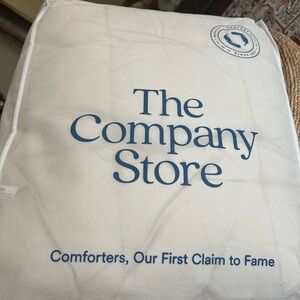 The
Company
Store
Comforters, Our First Claim to Fame